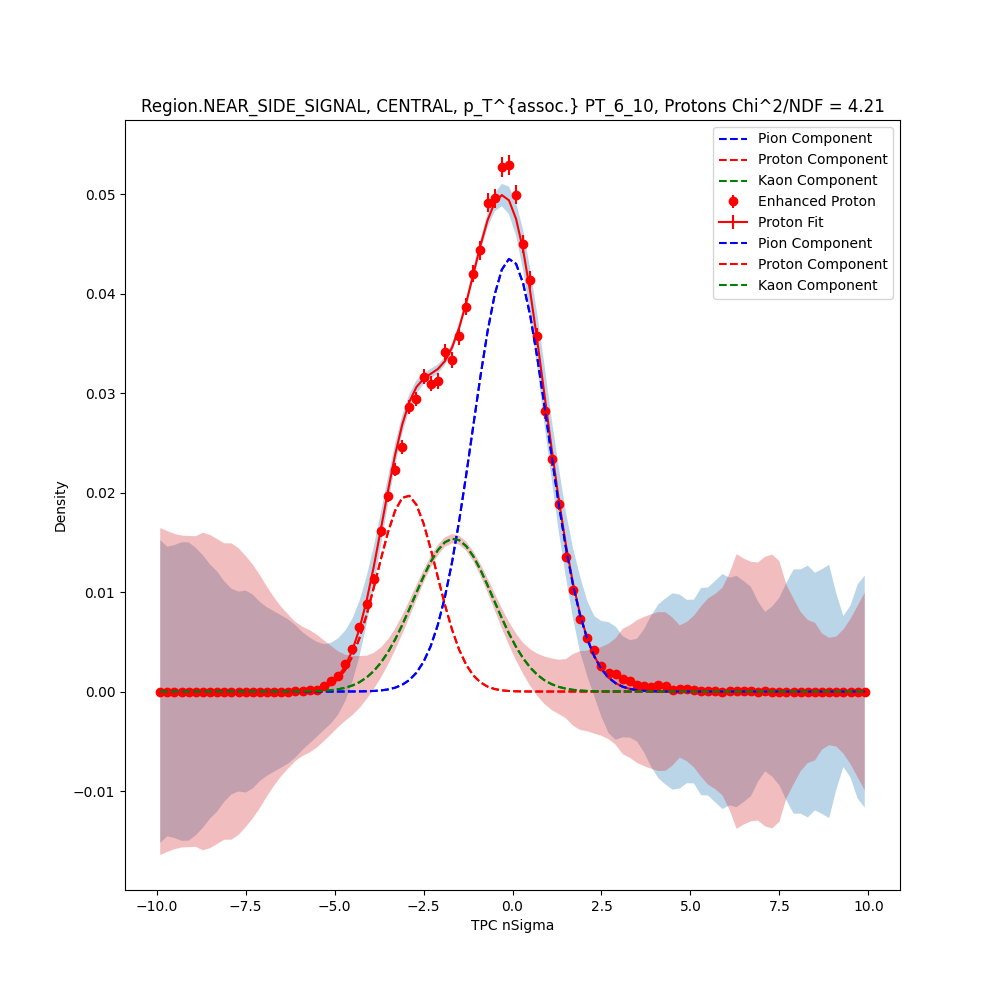 Region.NEAR_SIDE_SIGNAL, CENTRAL, p_T^{assoc.} PT_6_10, Protons Chi^2/NDF = 4.21
Pion Component
Proton Component
Kaon Component
Enhanced Proton
Proton Fit
Pion Component
Proton Component
Kaon Component
0.05
0.04
0.03
0.02
0.01
0.00
−0.01
Density
−10.0 −7.5 −5.0 −2.5 0.0 2.5 5.0 7.5 10.0
TPC nSigma